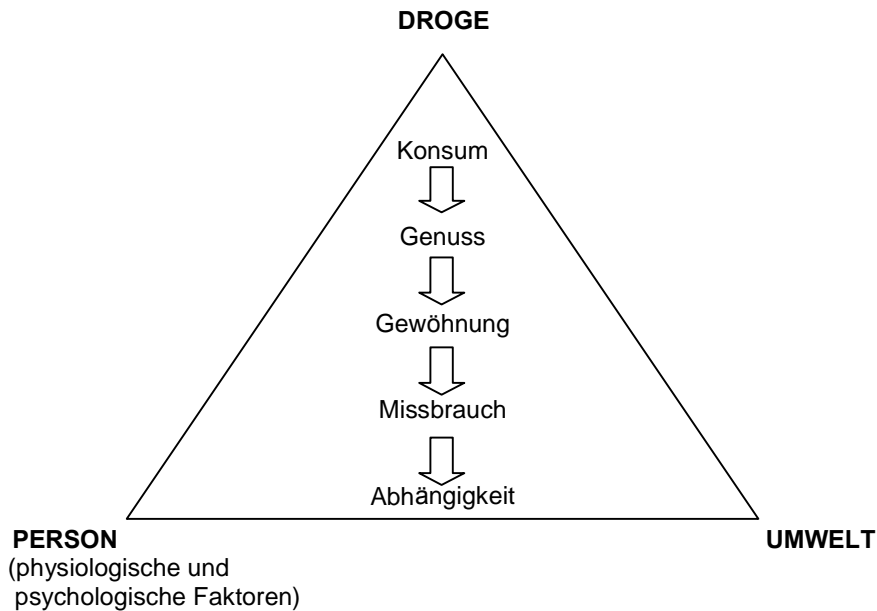 DROGE
Konsum
Genuss
Gewöhnung
Missbrauch
Abhängigkeit
PERSON
(physiologische und
psychologische Faktoren)
UMWELT